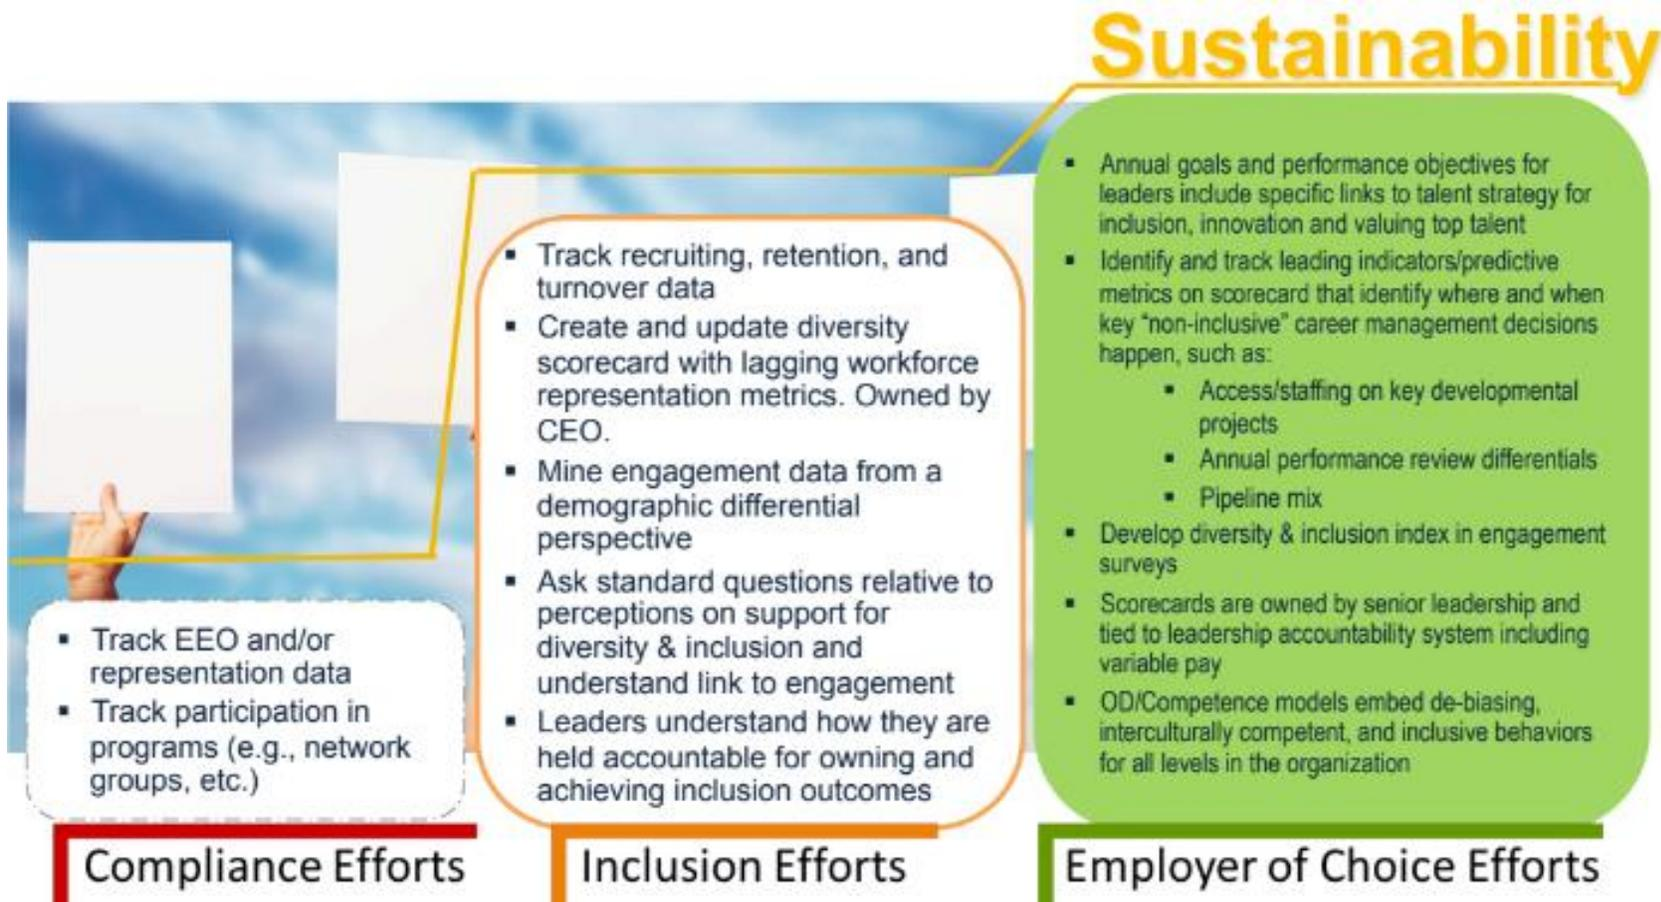 Sustainability
▪ Track EEO and/or
representation data
▪ Track participation in
programs (e.g., network
groups, etc.)
Compliance Efforts
▪ Track recruiting, retention, and
turnover data
▪ Create and update diversity
scorecard with lagging workforce
representation metrics. Owned by
CEO.
▪ Mine engagement data from a
demographic differential
perspective
▪ Ask standard questions relative to
perceptions on support for
diversity & inclusion and
understand link to engagement
▪ Leaders understand how they are
held accountable for owning and
achieving inclusion outcomes
Inclusion Efforts
▪ Annual goals and performance objectives for
leaders include specific links to talent strategy for
inclusion, innovation and valuing top talent
▪ Identify and track leading indicators/predictive
metrics on scorecard that identify where and when
key “non-inclusive” career management decisions
happen, such as:
▪ Access/staffing on key developmental
projects
▪ Annual performance review differentials
▪ Pipeline mix
▪ Develop diversity & inclusion index in engagement
surveys
▪ Scorecards are owned by senior leadership and
tied to leadership accountability system including
variable pay
▪ OD/Competence models embed de-biasing,
interculturally competent, and inclusive behaviors
for all levels in the organization
Employer of Choice Efforts